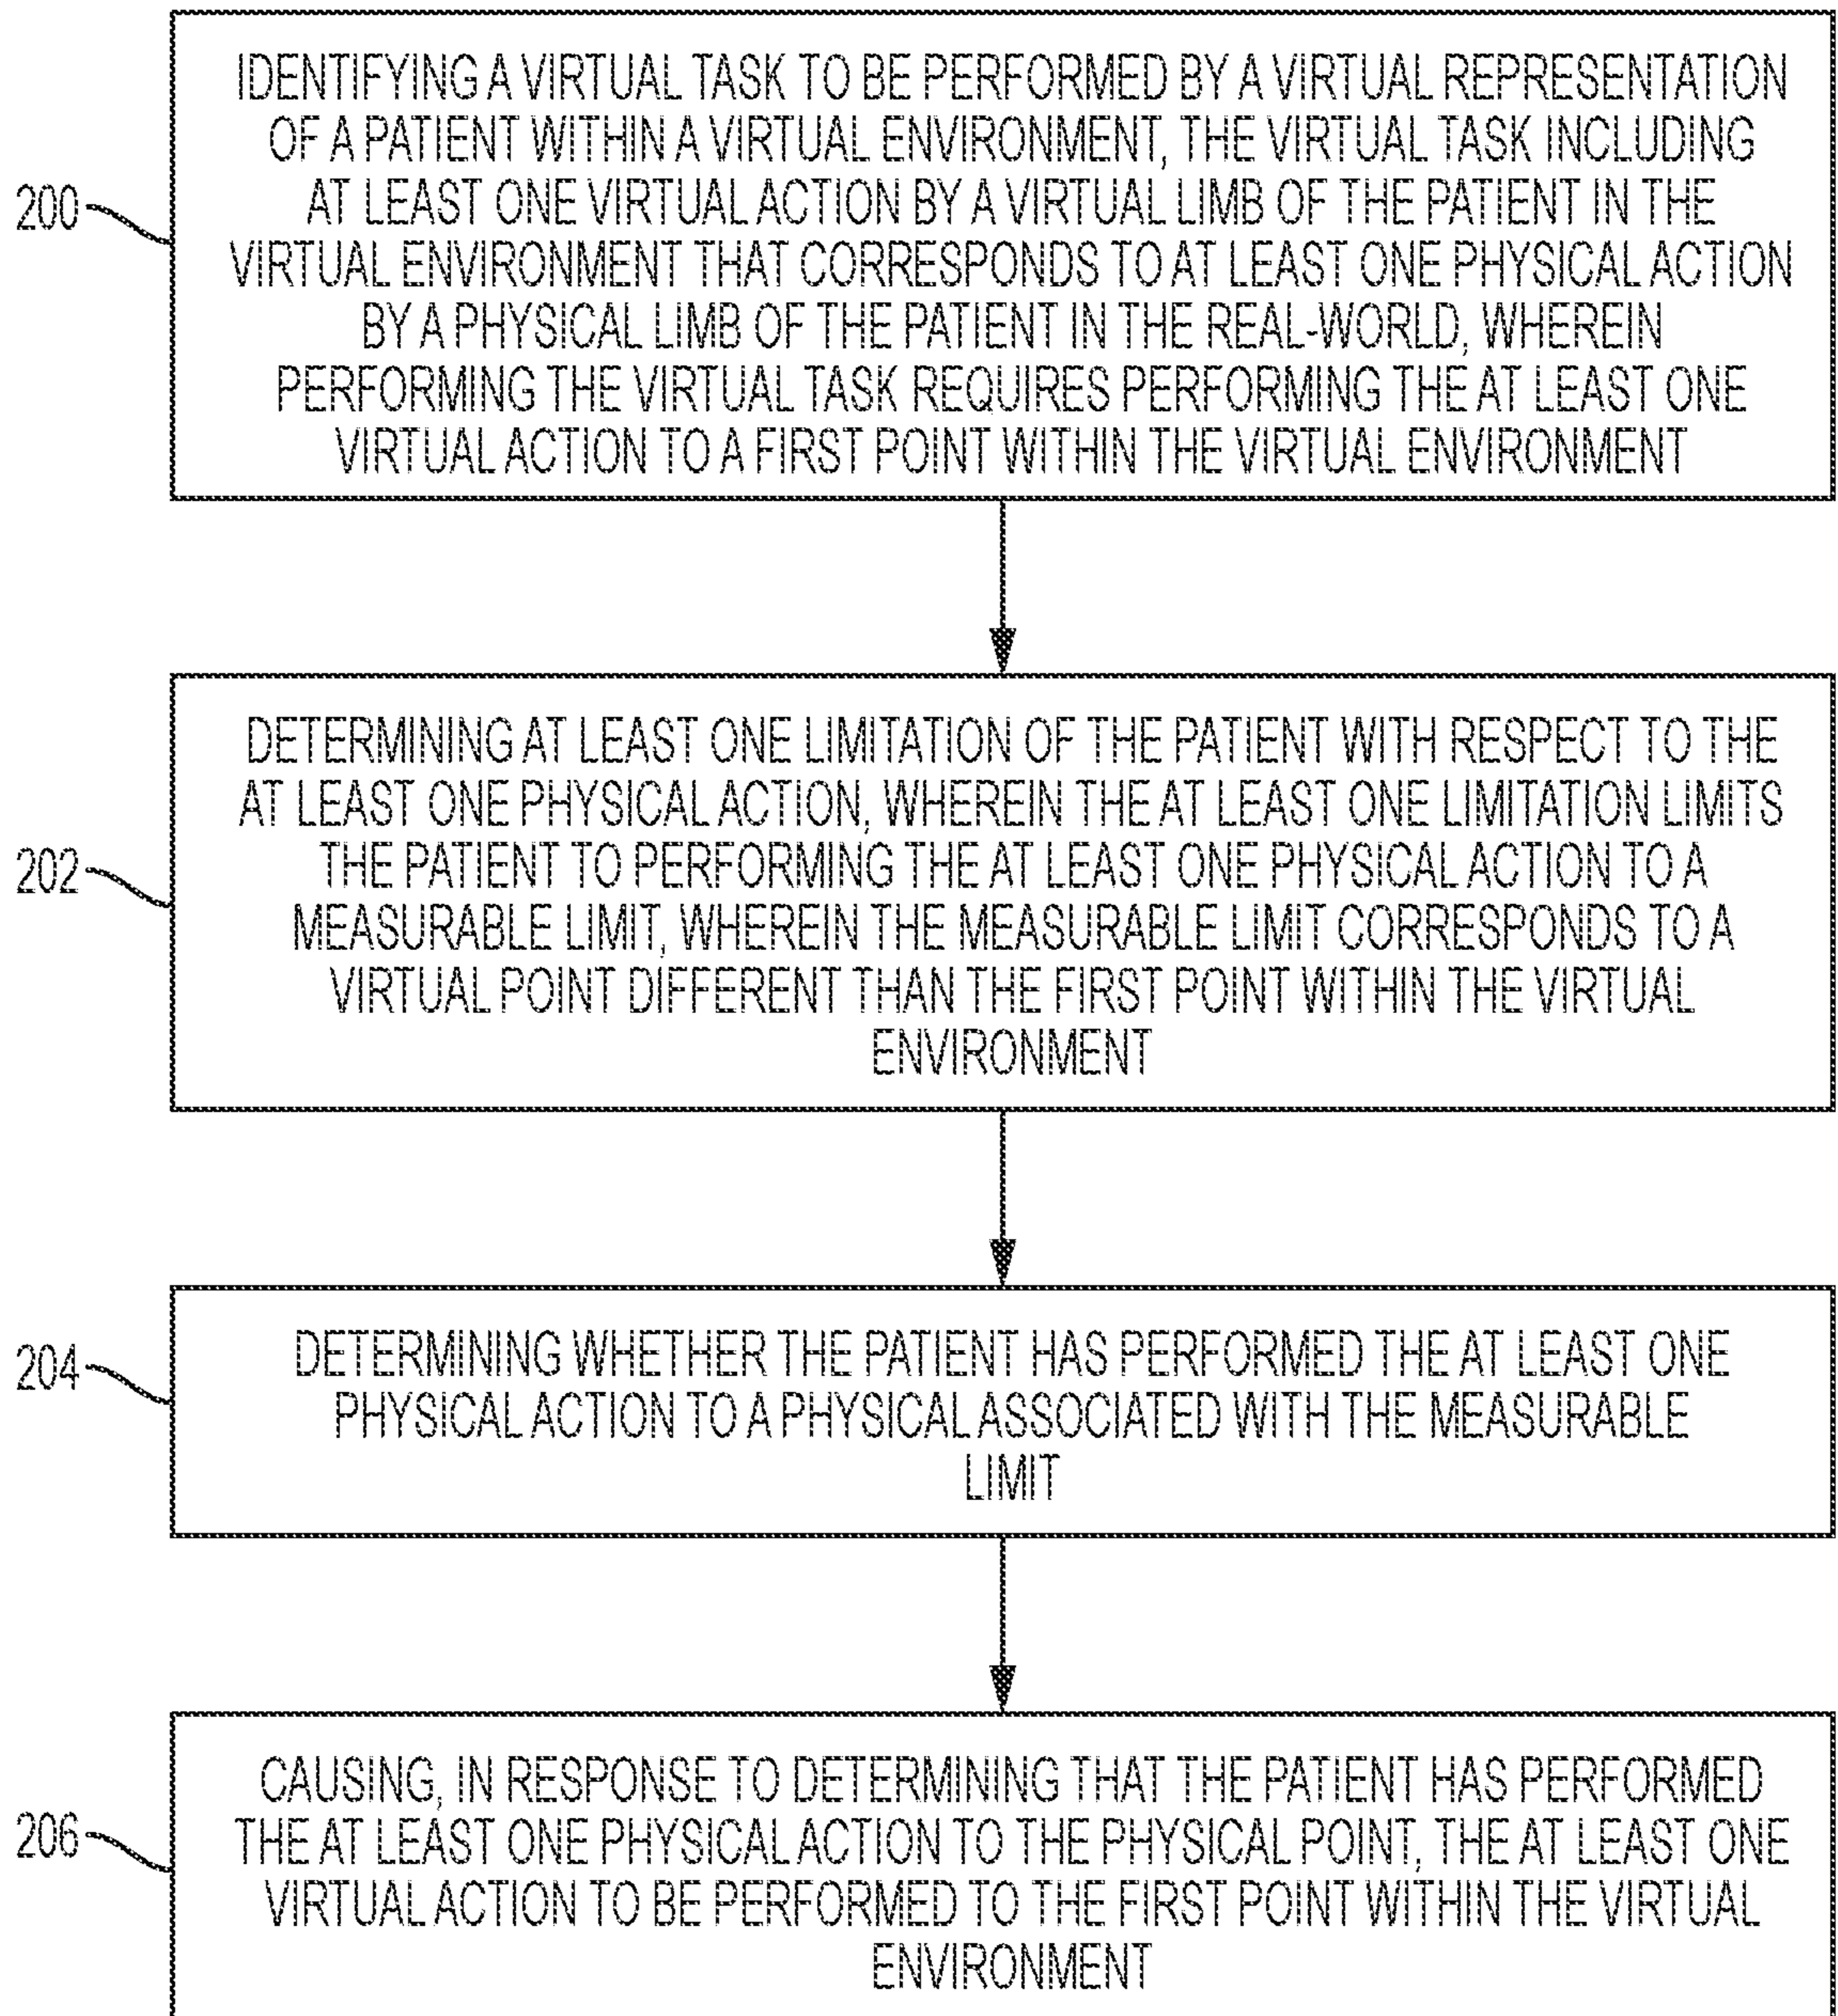 IDENTIFYING A VIRTUAL TASK TO BE PERFORMED BY A VIRTUAL REPRESENTATION
OF A PATIENT WITHIN A VIRTUAL ENVIRONMENT, THE VIRTUAL TASK INCLUDING
AT LEAST ONE VIRTUAL ACTION BY A VIRTUAL LIMB OF THE PATIENT IN THE
VIRTUAL ENVIRONMENT THAT CORRESPONDS TO AT LEAST ONE PHYSICAL ACTION
BY A PHYSICAL LIMB OF THE PATIENT IN THE REAL-WORLD, WHEREIN
PERFORMING THE VIRTUAL TASK REQUIRES PERFORMING THE AT LEAST ONE
VIRTUAL ACTION TO A FIRST POINT WITHIN THE VIRTUAL ENVIRONMENT
200
DETERMINING AT LEAST ONE LIMITATION OF THE PATIENT WITH RESPECT TO THE
AT LEAST ONE PHYSICAL ACTION, WHEREIN THE AT LEAST ONE LIMITATION LIMITS
THE PATIENT TO PERFORMING THE AT LEAST ONE PHYSICAL ACTION TO A
MEASURABLE LIMIT, WHEREIN THE MEASURABLE LIMIT CORRESPONDS TO A
VIRTUAL POINT DIFFERENT THAN THE FIRST POINT WITHIN THE VIRTUAL
ENVIRONMENT
202
DETERMINING WHETHER THE PATIENT HAS PERFORMED THE AT LEAST ONE
PHYSICAL ACTION TO A PHYSICAL ASSOCIATED WITH THE MEASURABLE
LIMIT
204
CAUSING, IN RESPONSE TO DETERMINING THAT THE PATIENT HAS PERFORMED
THE AT LEAST ONE PHYSICAL ACTION TO THE PHYSICAL POINT, THE AT LEAST ONE
VIRTUAL ACTION TO BE PERFORMED TO THE FIRST POINT WITHIN THE VIRTUAL
ENVIRONMENT
206